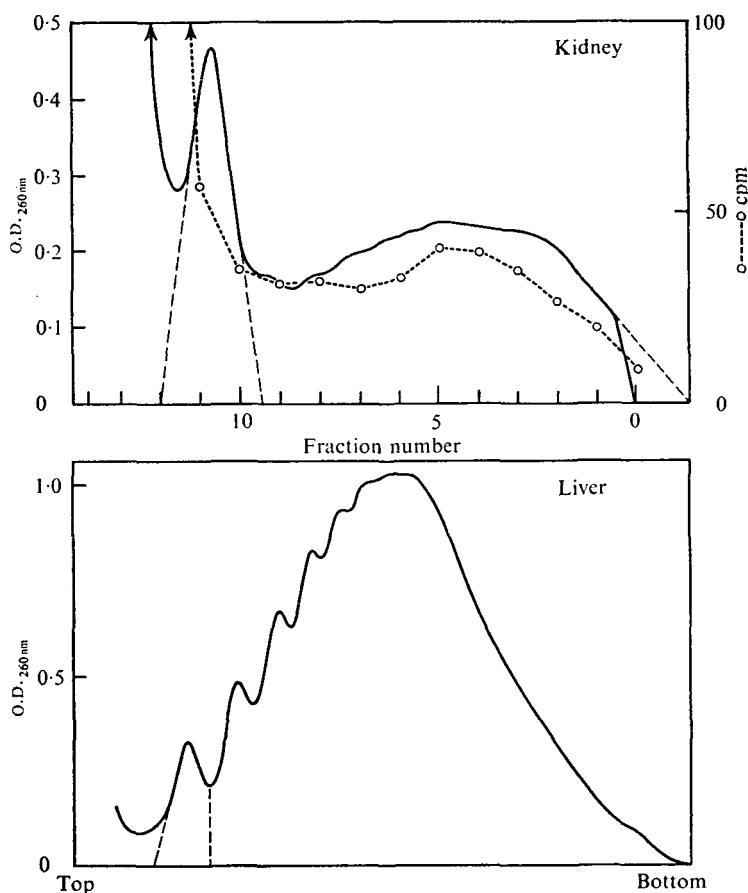 0·5
100
Kidney
0·4
0·3
50
0·2
0·1
0
0
10
5
0
O.D.260nm
o-----o cpm
Fraction number
1.0
Liver
0·5
0
O.D.260nm
Top
Bottom